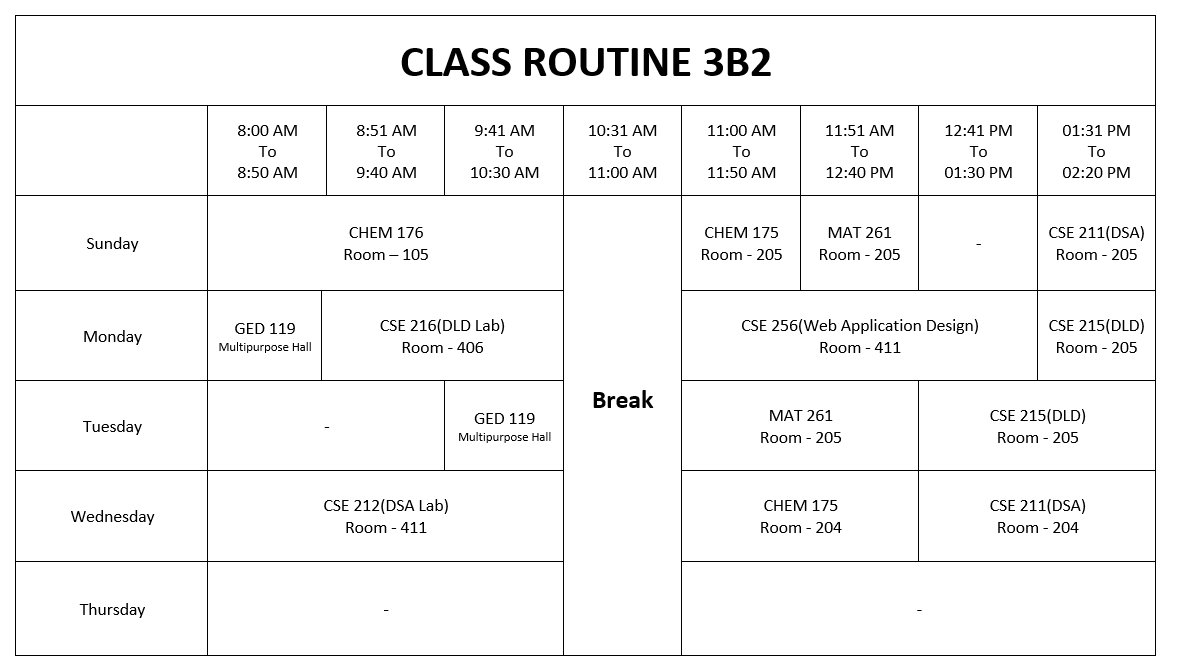 CLASS ROUTINE 3B2
8:00 AM
To
8:50 AM
8:51 AM
To
9:40 AM
9:41 AM
To
10:30 AM
10:31 AM
To
11:00 AM
11:00 AM
To
11:50 AM
11:51 AM
To
12:40 PM
12:41 PM
To
01:30 PM
01:31 PM
To
02:20 PM
Sunday
CHEM 176
Room – 105
CHEM 175
Room - 205
MAT 261
Room - 205
-
CSE 211(DSA)
Room - 205
Monday
GED 119
Multipurpose Hall
CSE 216(DLD Lab)
Room - 406
CSE 256(Web Application Design)
Room - 411
CSE 215(DLD)
Room - 205
Break
Tuesday
-
GED 119
Multipurpose Hall
MAT 261
Room - 205
CSE 215(DLD)
Room - 205
Wednesday
CSE 212(DSA Lab)
Room - 411
CHEM 175
Room - 204
CSE 211(DSA)
Room - 204
Thursday
-
-